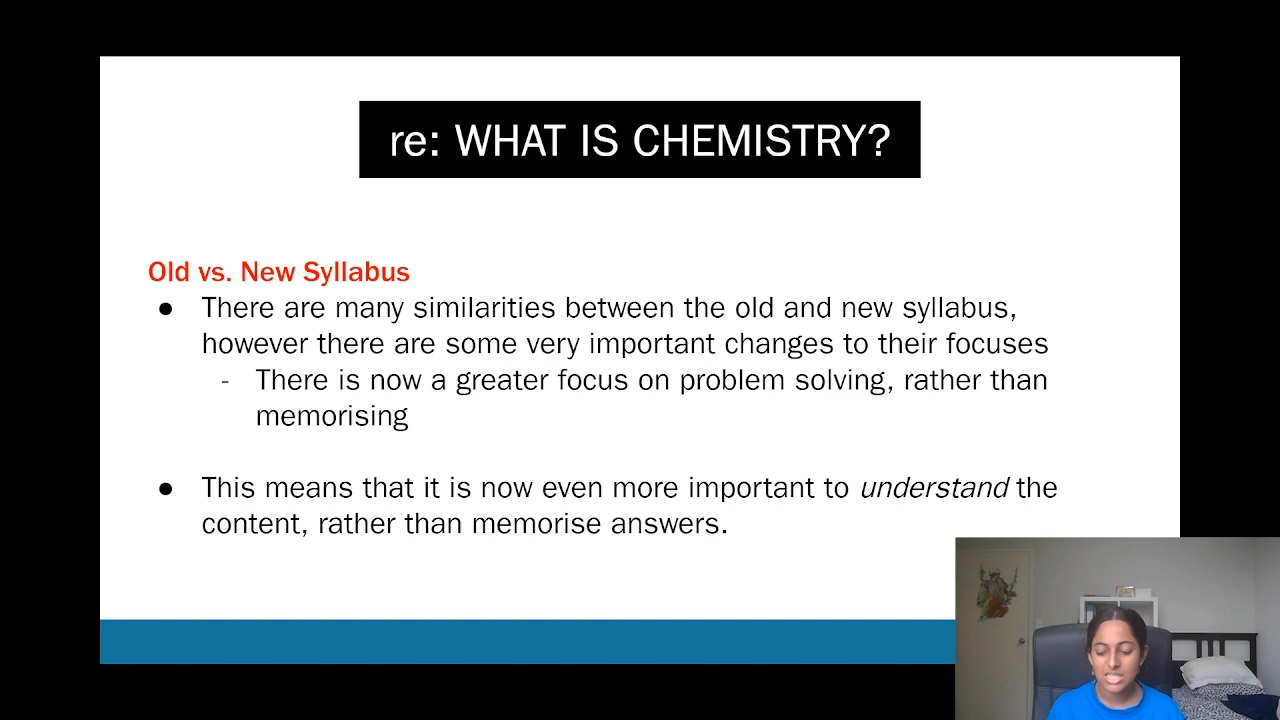 re: WHAT IS CHEMISTRY?
Old vs. New Syllabus
● There are many similarities between the old and new syllabus,
however there are some very important changes to their focuses
- There is now a greater focus on problem solving, rather than
memorising
● This means that it is now even more important to understand the
content, rather than memorise answers.